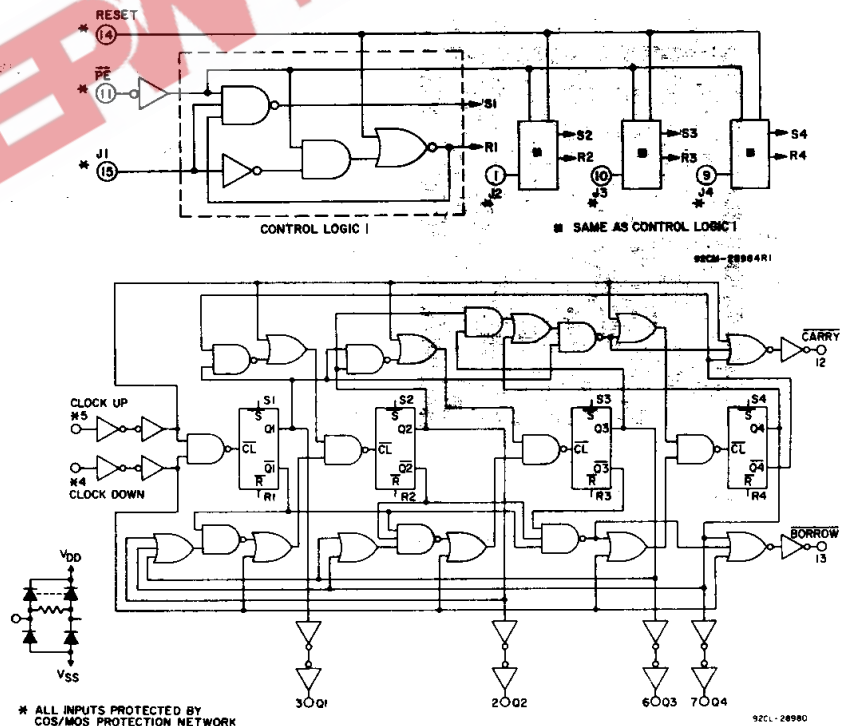 RESET
* 14
PE
* 11
J1
* 15
S1
R1
CONTROL LOGIC 1
S2
R2
1
* J2
S3
R3
10
* J3
S4
R4
9
* J4
■ SAME AS CONTROL LOGIC 1
92CM-28984R1
CARRY
12
CLOCK UP
*5
*4
CLOCK DOWN
S1
S
Q1
CL
Q1
R
R1
S2
S
Q2
CL
Q2
R
R2
S3
S
Q3
CL
Q3
R
R3
S4
S
Q4
CL
Q4
R
R4
BORROW
13
VDD
VSS
3 Q1
2 Q2
6 Q3
7 Q4
* ALL INPUTS PROTECTED BY
COS/MOS PROTECTION NETWORK
92CL-28980